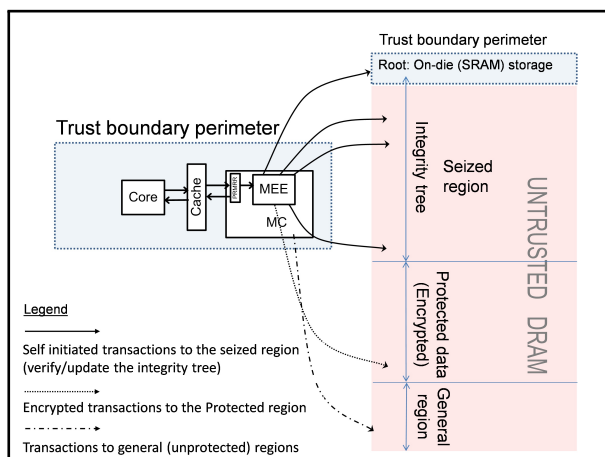 Trust boundary perimeter
Root: On-die (SRAM) storage
Trust boundary perimeter
Core
Cache
PRMRR
MEE
MC
Integrity tree
Seized
region
Protected data
(Encrypted)
General
region
UNTRUSTED DRAM
Legend
Self initiated transactions to the seized region
(verify/update the integrity tree)
Encrypted transactions to the Protected region
Transactions to general (unprotected) regions